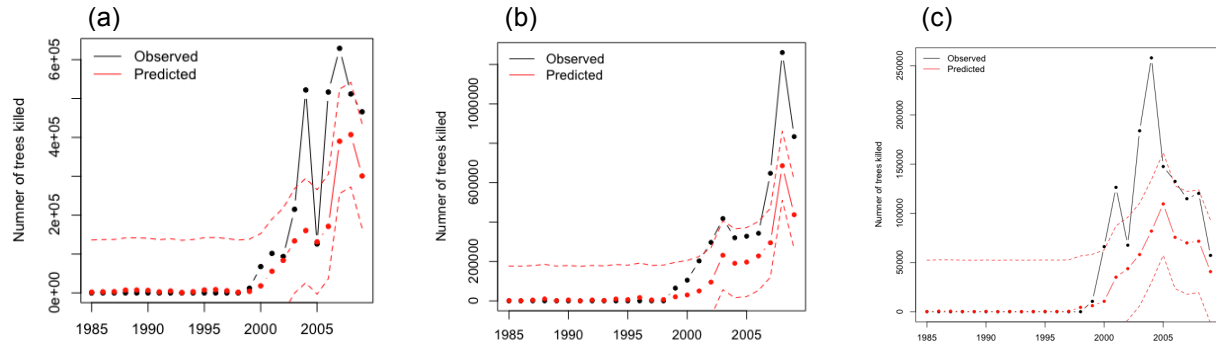 (a)
Numner of trees killed
0e+00 2e+05 4e+05 6e+05
Observed
Predicted
1985 1990 1995 2000 2005
(b)
Numner of trees killed
0 200000 600000 1000000
Observed
Predicted
1985 1990 1995 2000 2005
(c)
Numner of trees killed
0 50000 100000 150000 200000 250000
Observed
Predicted
1985 1990 1995 2000 2005